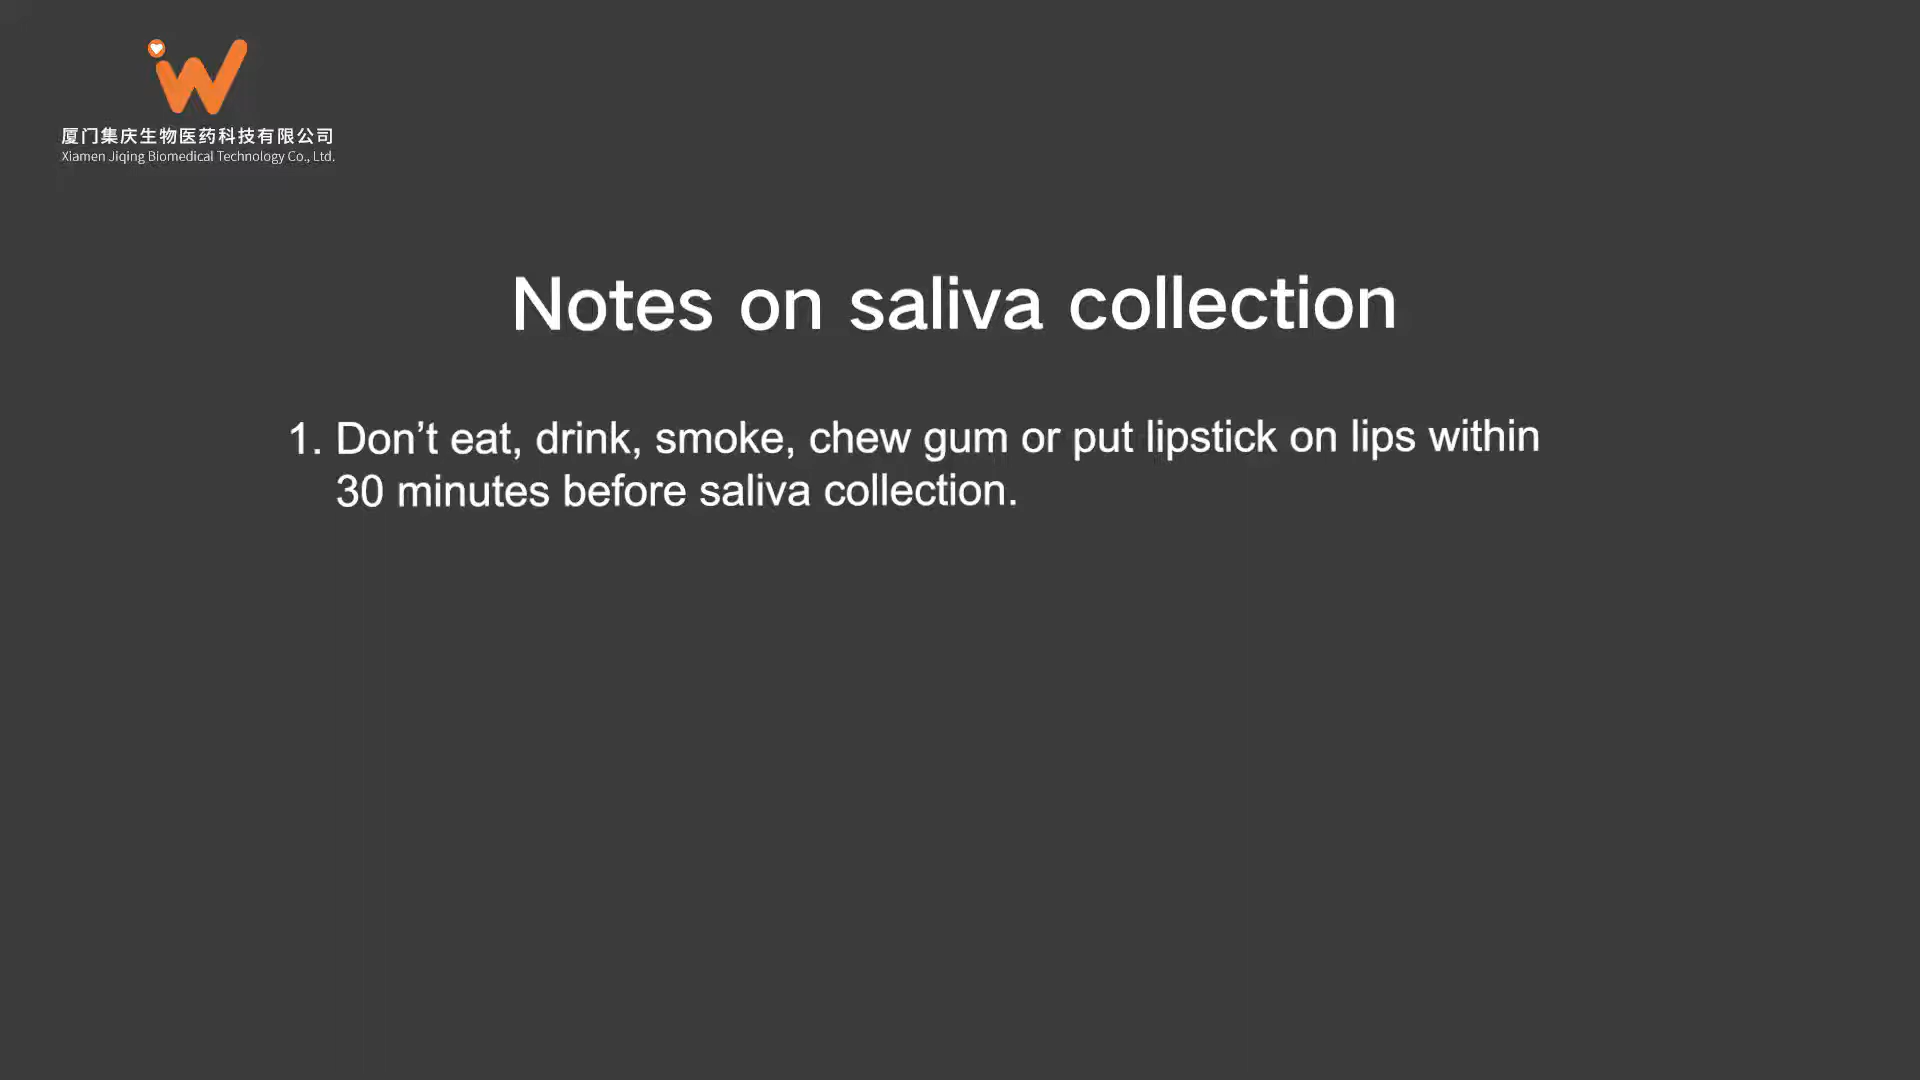 厦门集庆生物医药科技有限公司
Xiamen Jiqing Biomedical Technology Co., Ltd.
Notes on saliva collection
1. Don’t eat, drink, smoke, chew gum or put lipstick on lips within
30 minutes before saliva collection.